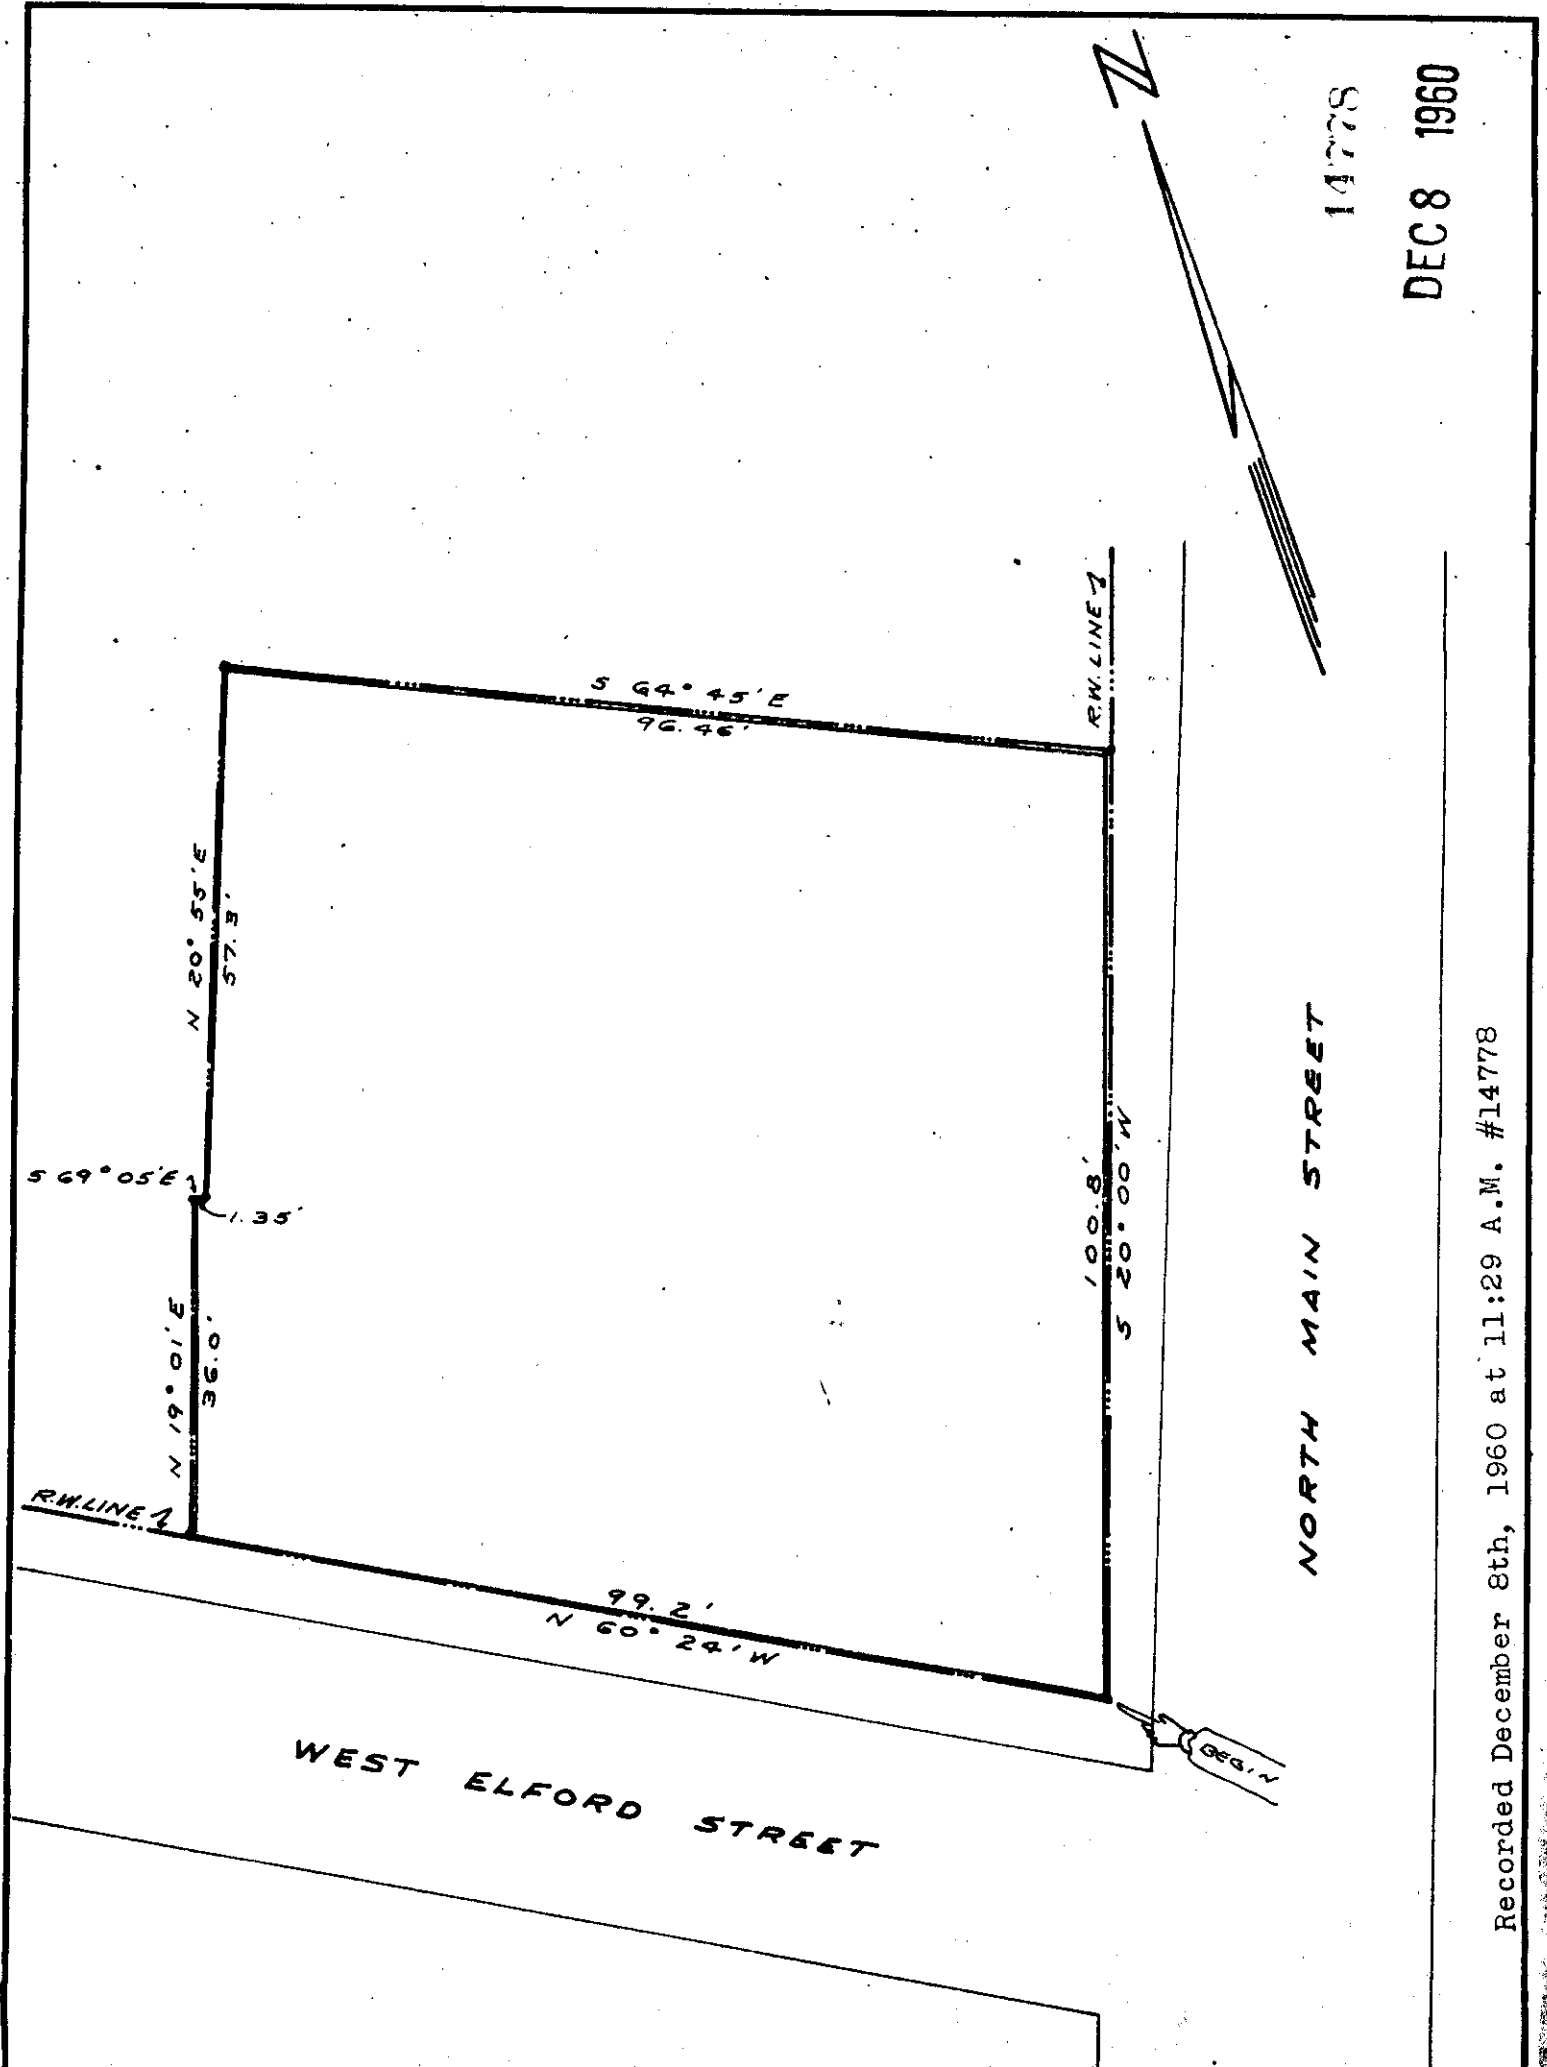 N
14778
DEC 8 1960
R.W. LINE
S 64° 45' E
96.46'
N 20° 55' E
57.3'
S 69° 05' E
1.35'
N 19° 01' E
36.0'
R.W. LINE
100.8'
S 20° 00' W
99.2'
N 60° 24' W
BEGIN
NORTH MAIN STREET
WEST ELFORD STREET
Recorded December 8th, 1960 at 11:29 A.M. #14778